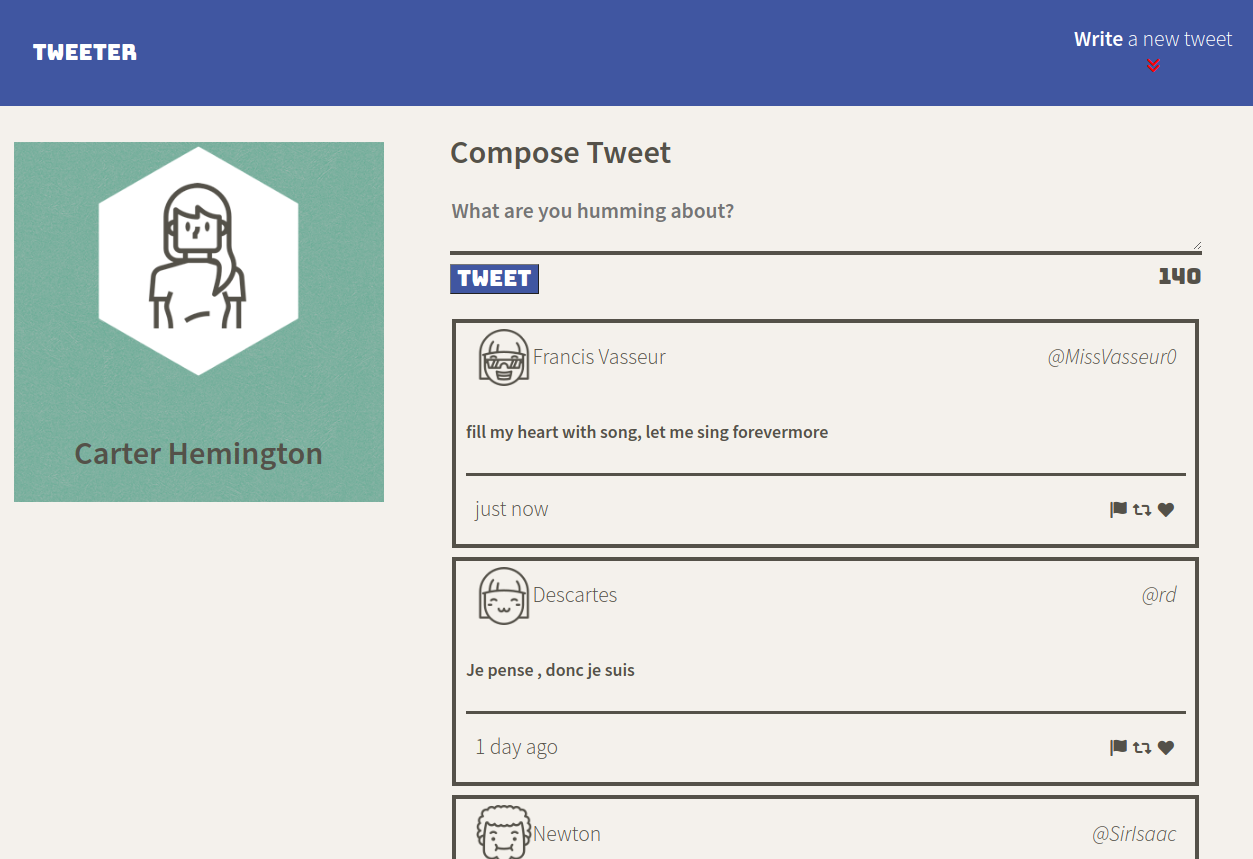 TWEETER
Write a new tweet
Carter Hemington
Compose Tweet
What are you humming about?
TWEET
140
Francis Vasseur
@MissVasseur0
fill my heart with song, let me sing forevermore
just now
Descartes
@rd
Je pense , donc je suis
1 day ago
Newton
@SirIsaac